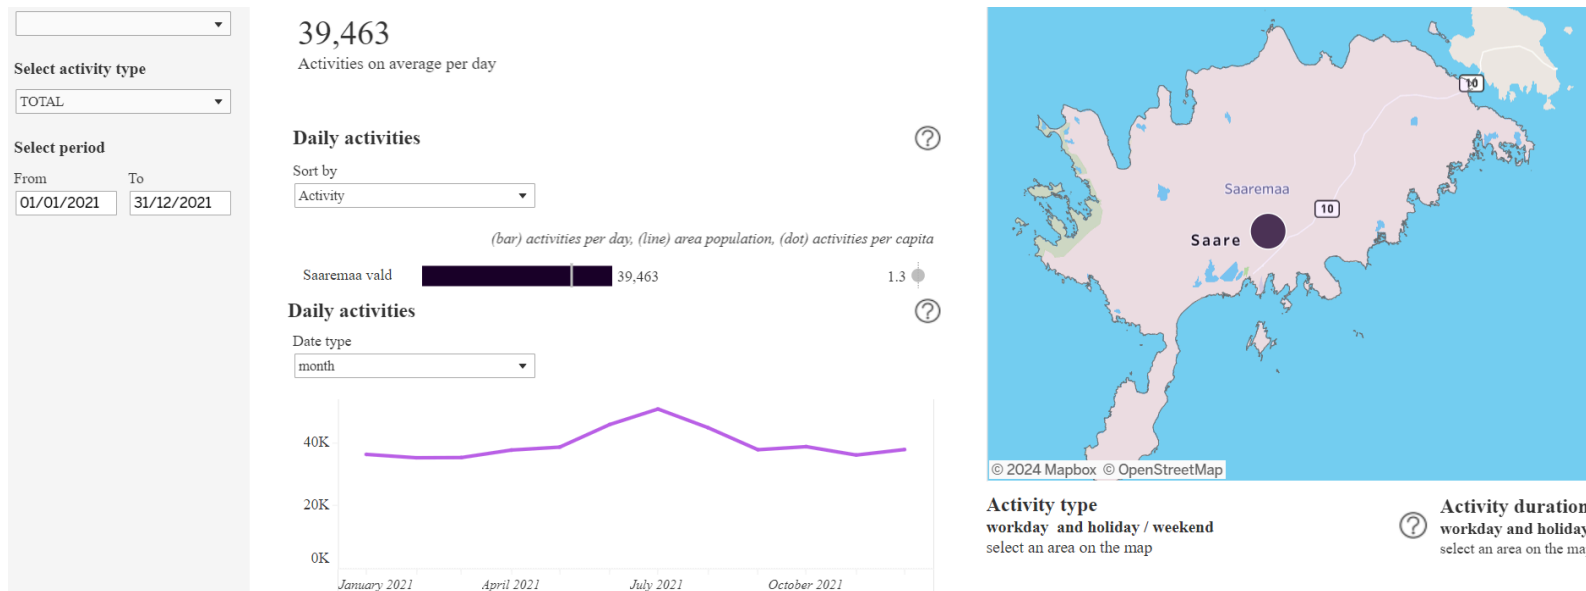 Select activity type
TOTAL
Select period
From To
01/01/2021 31/12/2021
39,463
Activities on average per day
Daily activities
Sort by
Activity
(bar) activities per day, (line) area population, (dot) activities per capita
Saaremaa vald 39,463 1.3
Daily activities
Date type
month
40K
20K
0K
January 2021 April 2021 July 2021 October 2021
10
Saaremaa
10
Saare
© 2024 Mapbox © OpenStreetMap
Activity type
workday and holiday / weekend
select an area on the map
Activity duration
workday and holiday
select an area on the ma